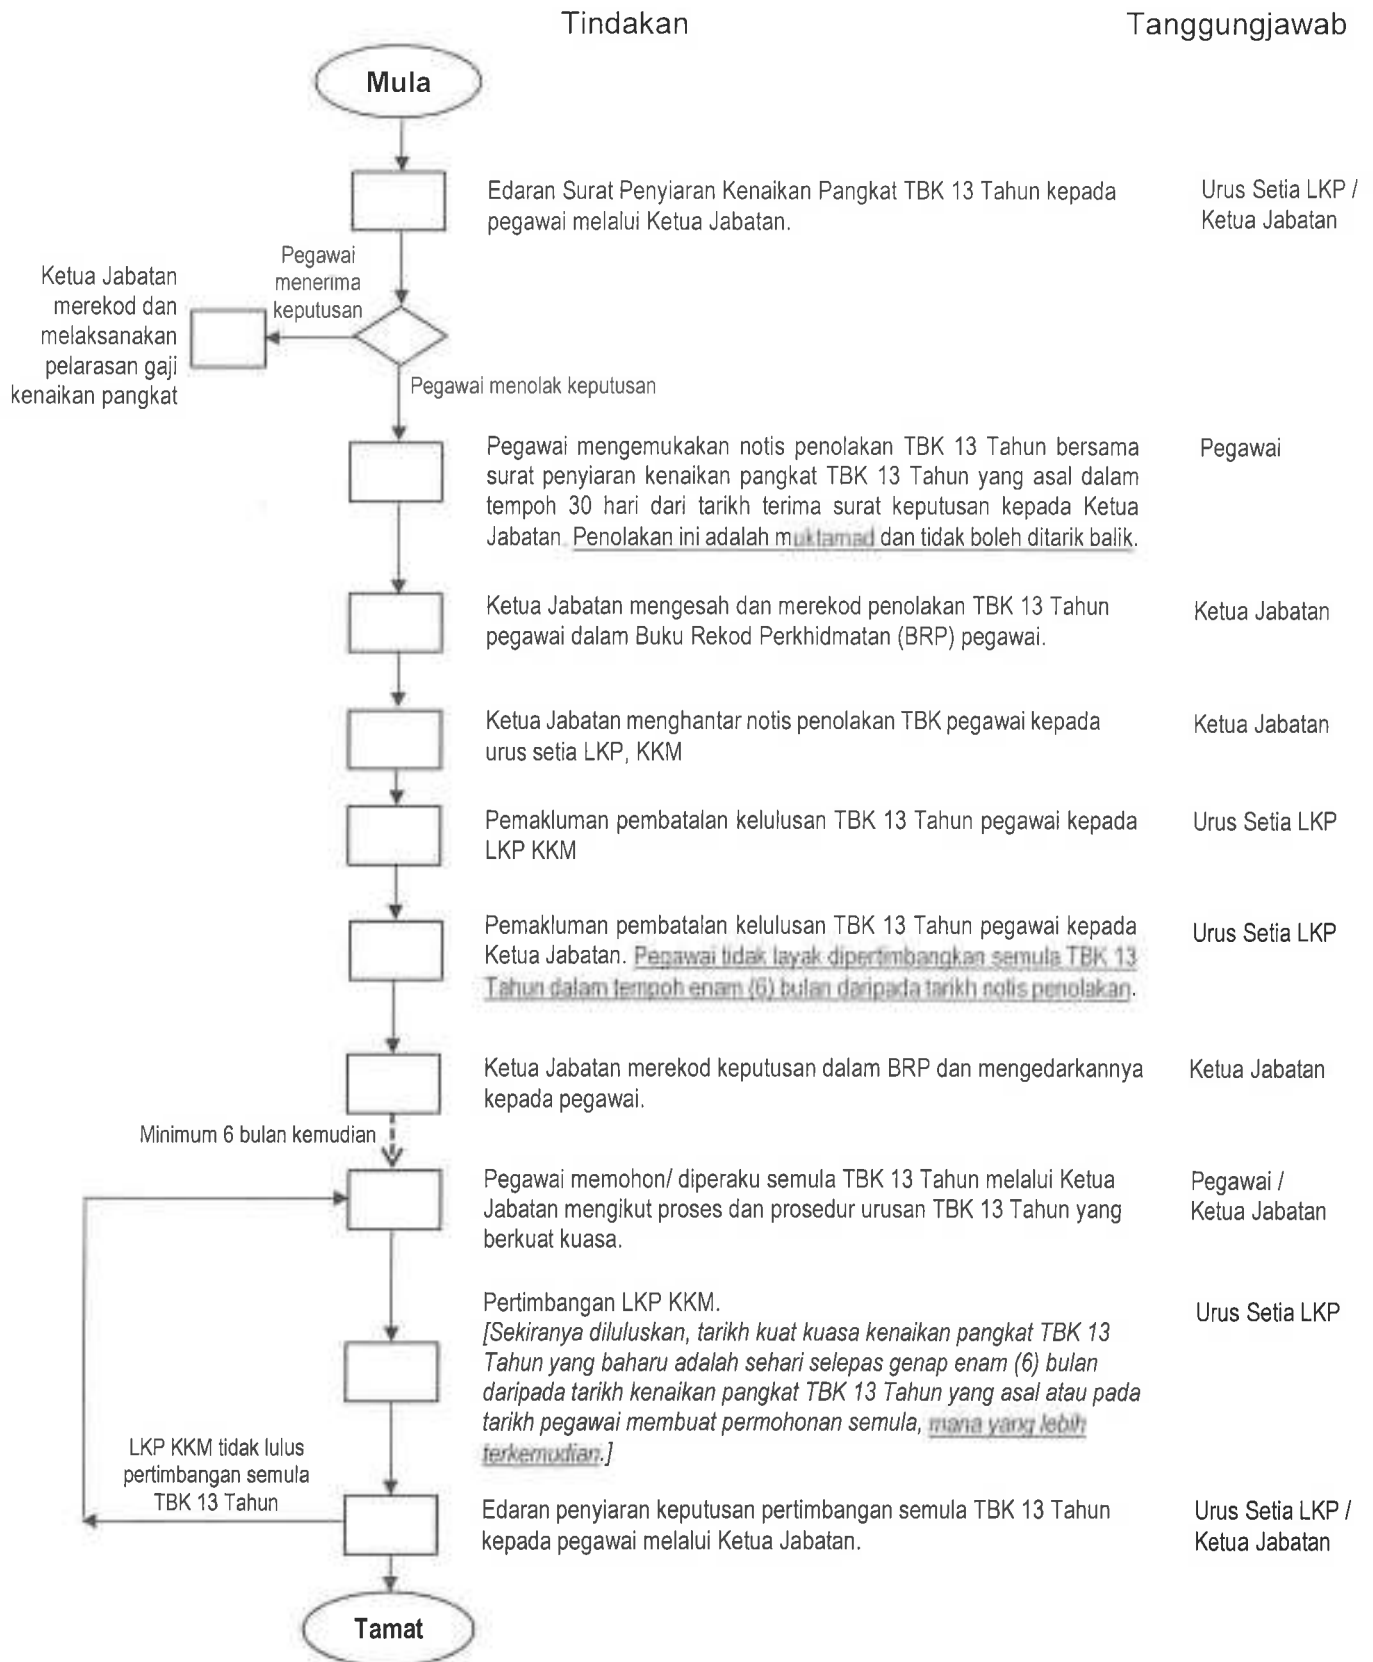 Tindakan
Tanggungjawab
Mula
Edaran Surat Penyiaran Kenaikan Pangkat TBK 13 Tahun kepada
pegawai melalui Ketua Jabatan.
Urus Setia LKP /
Ketua Jabatan
Pegawai
menerima
keputusan
Ketua Jabatan
merekod dan
melaksanakan
pelarasan gaji
kenaikan pangkat
Pegawai menolak keputusan
Pegawai mengemukakan notis penolakan TBK 13 Tahun bersama
surat penyiaran kenaikan pangkat TBK 13 Tahun yang asal dalam
tempoh 30 hari dari tarikh terima surat keputusan kepada Ketua
Jabatan. Penolakan ini adalah muktamad dan tidak boleh ditarik balik.
Pegawai
Ketua Jabatan mengesah dan merekod penolakan TBK 13 Tahun
pegawai dalam Buku Rekod Perkhidmatan (BRP) pegawai.
Ketua Jabatan
Ketua Jabatan menghantar notis penolakan TBK pegawai kepada
urus setia LKP, KKM
Ketua Jabatan
Pemakluman pembatalan kelulusan TBK 13 Tahun pegawai kepada
LKP KKM
Urus Setia LKP
Pemakluman pembatalan kelulusan TBK 13 Tahun pegawai kepada
Ketua Jabatan. Pegawai tidak layak dipertimbangkan semula TBK 13
Tahun dalam tempoh enam (6) bulan daripada tarikh notis penolakan.
Urus Setia LKP
Ketua Jabatan merekod keputusan dalam BRP dan mengedarkannya
kepada pegawai.
Ketua Jabatan
Minimum 6 bulan kemudian
Pegawai memohon/ diperaku semula TBK 13 Tahun melalui Ketua
Jabatan mengikut proses dan prosedur urusan TBK 13 Tahun yang
berkuat kuasa.
Pegawai /
Ketua Jabatan
Pertimbangan LKP KKM.
[Sekiranya diluluskan, tarikh kuat kuasa kenaikan pangkat TBK 13
Tahun yang baharu adalah sehari selepas genap enam (6) bulan
daripada tarikh kenaikan pangkat TBK 13 Tahun yang asal atau pada
tarikh pegawai membuat permohonan semula, mana yang lebih
terkemudian.]
Urus Setia LKP
LKP KKM tidak lulus
pertimbangan semula
TBK 13 Tahun
Edaran penyiaran keputusan pertimbangan semula TBK 13 Tahun
kepada pegawai melalui Ketua Jabatan.
Urus Setia LKP /
Ketua Jabatan
Tamat